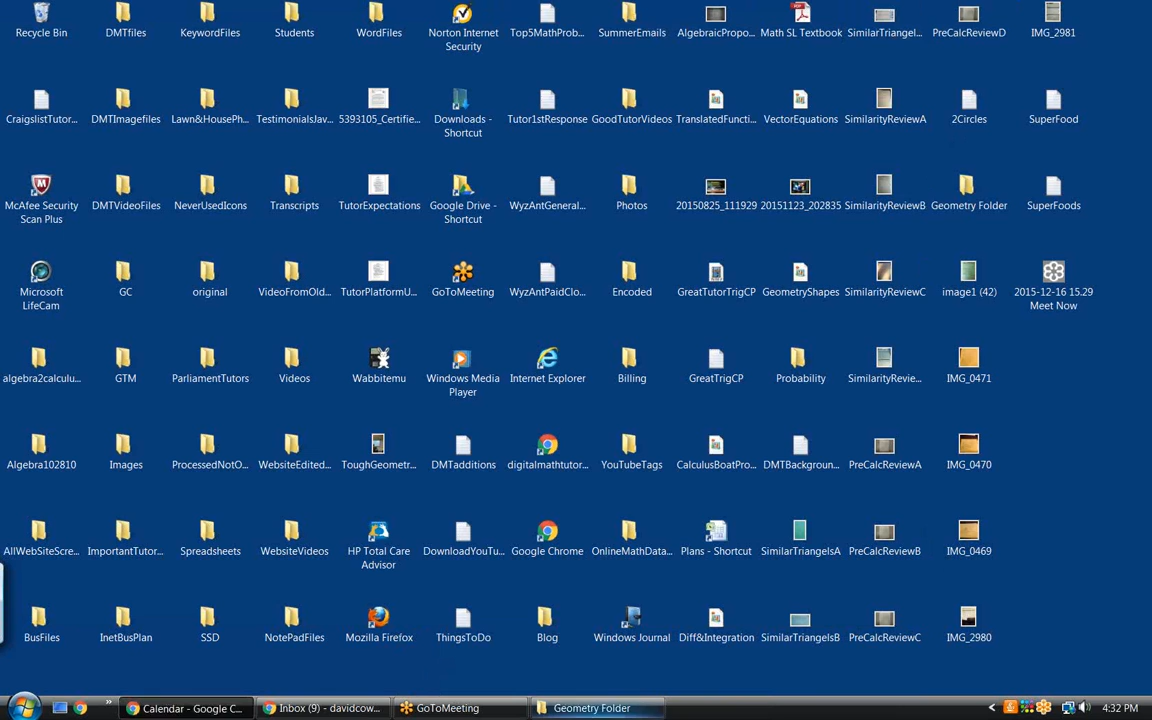 Recycle Bin DMTfiles KeywordFiles Students WordFiles Norton Internet Security Top5MathProb... SummerEmails AlgebraicPropo... Math SL Textbook SimilarTriangel... PreCalcReviewD IMG_2981
CraigslistTutor... DMTImagefiles Lawn&HousePh... TestimonialsJav... 5393105_Certifie... Downloads - Shortcut Tutor1stResponse GoodTutorVideos TranslatedFuncti... VectorEquations SimilarityReviewA 2Circles SuperFood
McAfee Security Scan Plus DMTVideoFiles NeverUsedIcons Transcripts TutorExpectations Google Drive - Shortcut WyzAntGeneral... Photos 20150825_111929 20151123_202835 SimilarityReviewB Geometry Folder SuperFoods
Microsoft LifeCam GC original VideoFromOld... TutorPlatformU... GoToMeeting WyzAntPaidClo... Encoded GreatTutorTrigCP GeometryShapes SimilarityReviewC image1 (42) 2015-12-16 15.29 Meet Now
algebra2calculu... GTM ParliamentTutors Videos Wabbitemu Windows Media Player Internet Explorer Billing GreatTrigCP Probability SimilarityRevie... IMG_0471
Algebra102810 Images ProcessedNotO... WebsiteEdited... ToughGeometr... DMTadditions digitalmathtutor... YouTubeTags CalculusBoatPro... DMTBackgroun... PreCalcReviewA IMG_0470
AllWebSiteScre... ImportantTutor... Spreadsheets WebsiteVideos HP Total Care Advisor DownloadYouTu... Google Chrome OnlineMathData... Plans - Shortcut SimilarTriangelsA PreCalcReviewB IMG_0469
BusFiles InetBusPlan SSD NotePadFiles Mozilla Firefox ThingsToDo Blog Windows Journal Diff&Integration SimilarTriangelsB PreCalcReviewC IMG_2980
» Calendar - Google C... Inbox (9) - davidcow... GoToMeeting Geometry Folder 4:32 PM